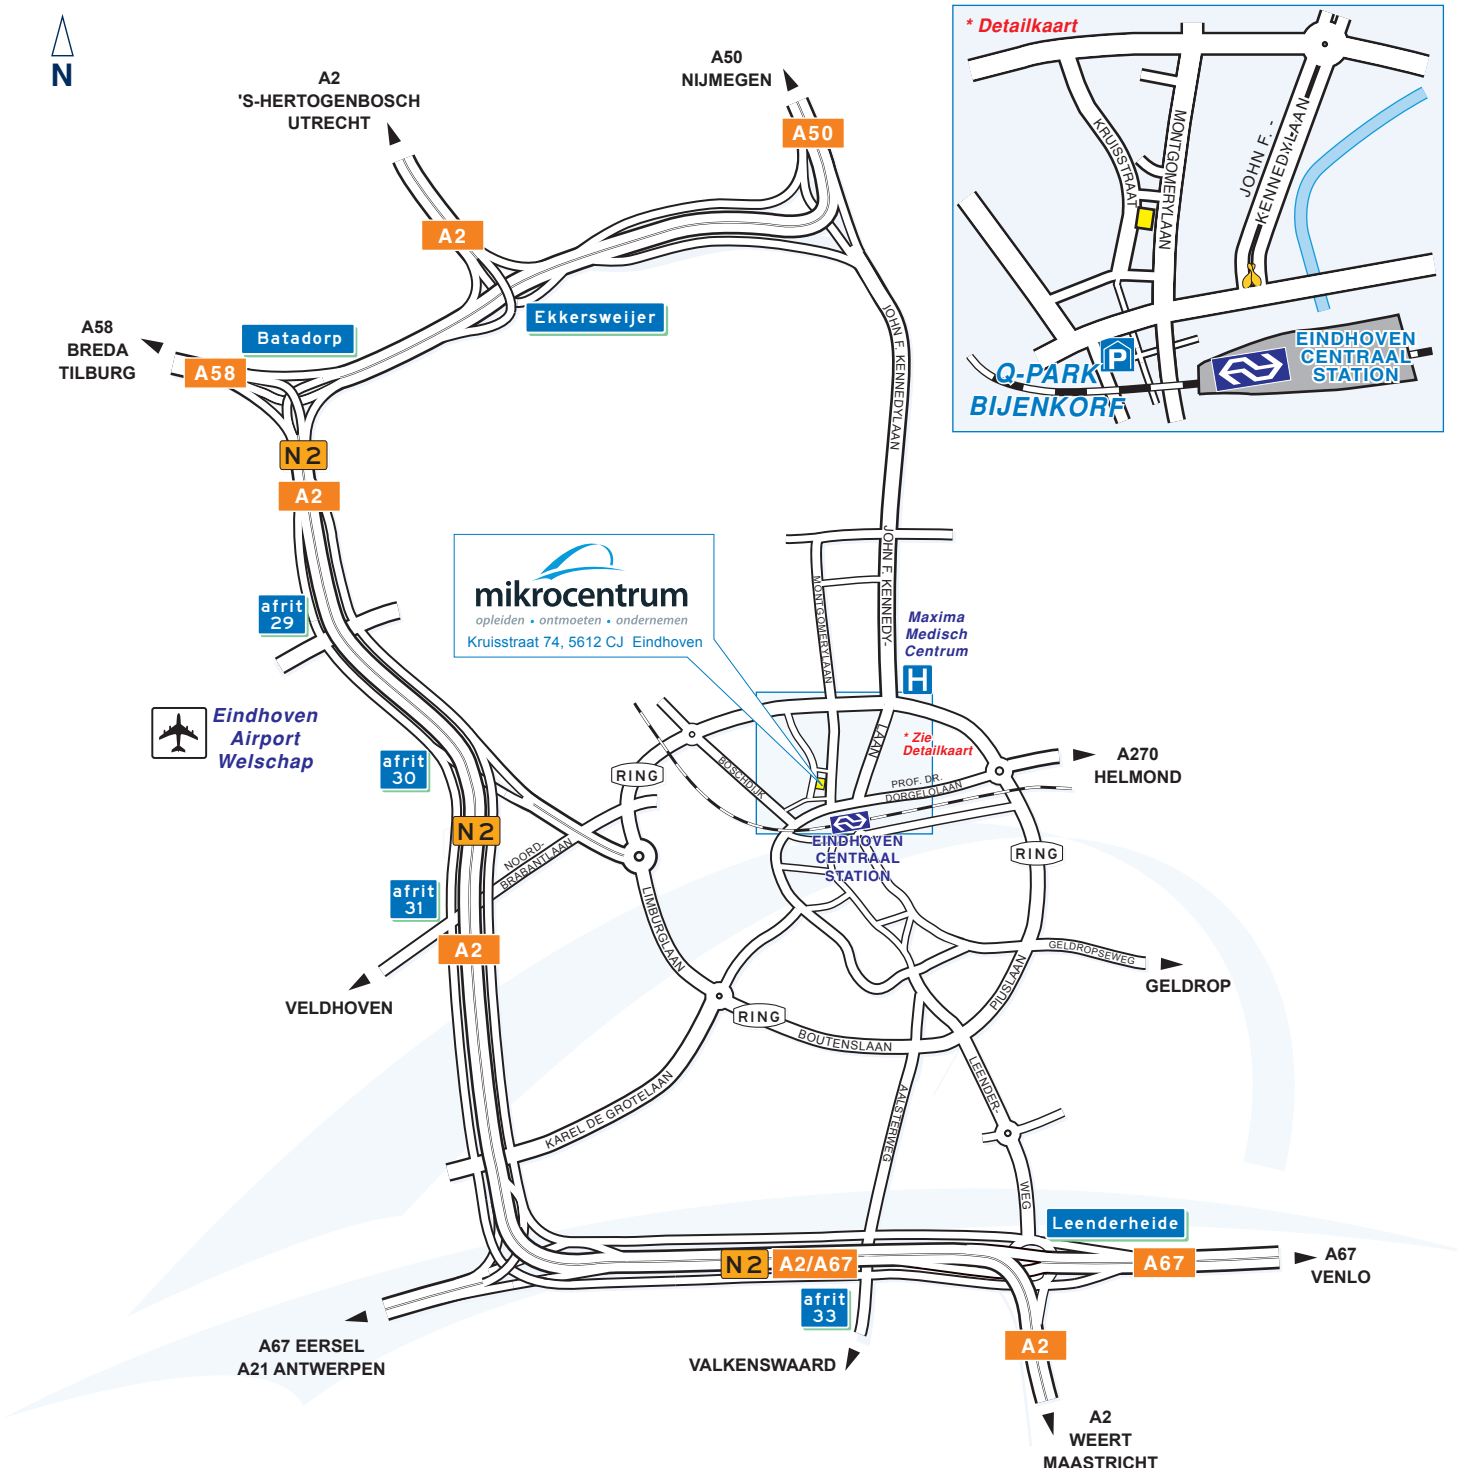 N
A2
'S-HERTOGENBOSCH
UTRECHT
A50
NIJMEGEN
A50
A2
Ekkersweijer
Batadorp
A58
BREDA
TILBURG
A58
N2
A2
* Detailkaart
KRUISSTRAAT
MONTGOMERYLAAN
JOHN F. -
KENNEDYLAAN
P
Q-PARK
BIJENKORF
EINDHOVEN
CENTRAAL
STATION
JOHN F. KENNEDYLAAN
JOHN F. KENNEDY-
LAAN
MONTGOMERYLAAN
mikrocentrum
opleiden • ontmoeten • ondernemen
Kruisstraat 74, 5612 CJ Eindhoven
afrit
29
Maxima
Medisch
Centrum
H
Eindhoven
Airport
Welschap
* Zie
Detailkaart
afrit
30
RING
BOSCHDIJK
PROF. DR.
DORGELOLAAN
A270
HELMOND
N2
NOORD-
BRABANTLAAN
EINDHOVEN
CENTRAAL
STATION
RING
afrit
31
LIMBURGLAAN
A2
VELDHOVEN
GELDROPSEWEG
GELDROP
PIUSLAAN
RING
BOUTENSLAAN
KAREL DE GROTELAAN
AALSTERWEG
LEENDER-
WEG
Leenderheide
N2
A2/A67
A67
A67
VENLO
afrit
33
A67 EERSEL
A21 ANTWERPEN
VALKENSWAARD
A2
A2
WEERT
MAASTRICHT